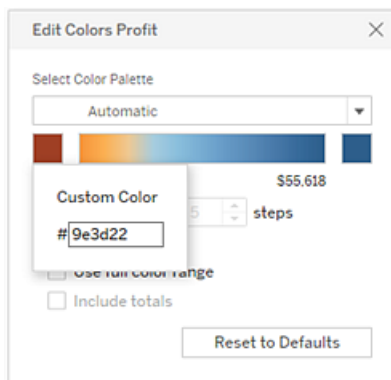 Edit Colors Profit
Select Color Palette
Automatic
$55,618
Custom Color
# 9e3d22
5 steps
Use full color range
Include totals
Reset to Defaults